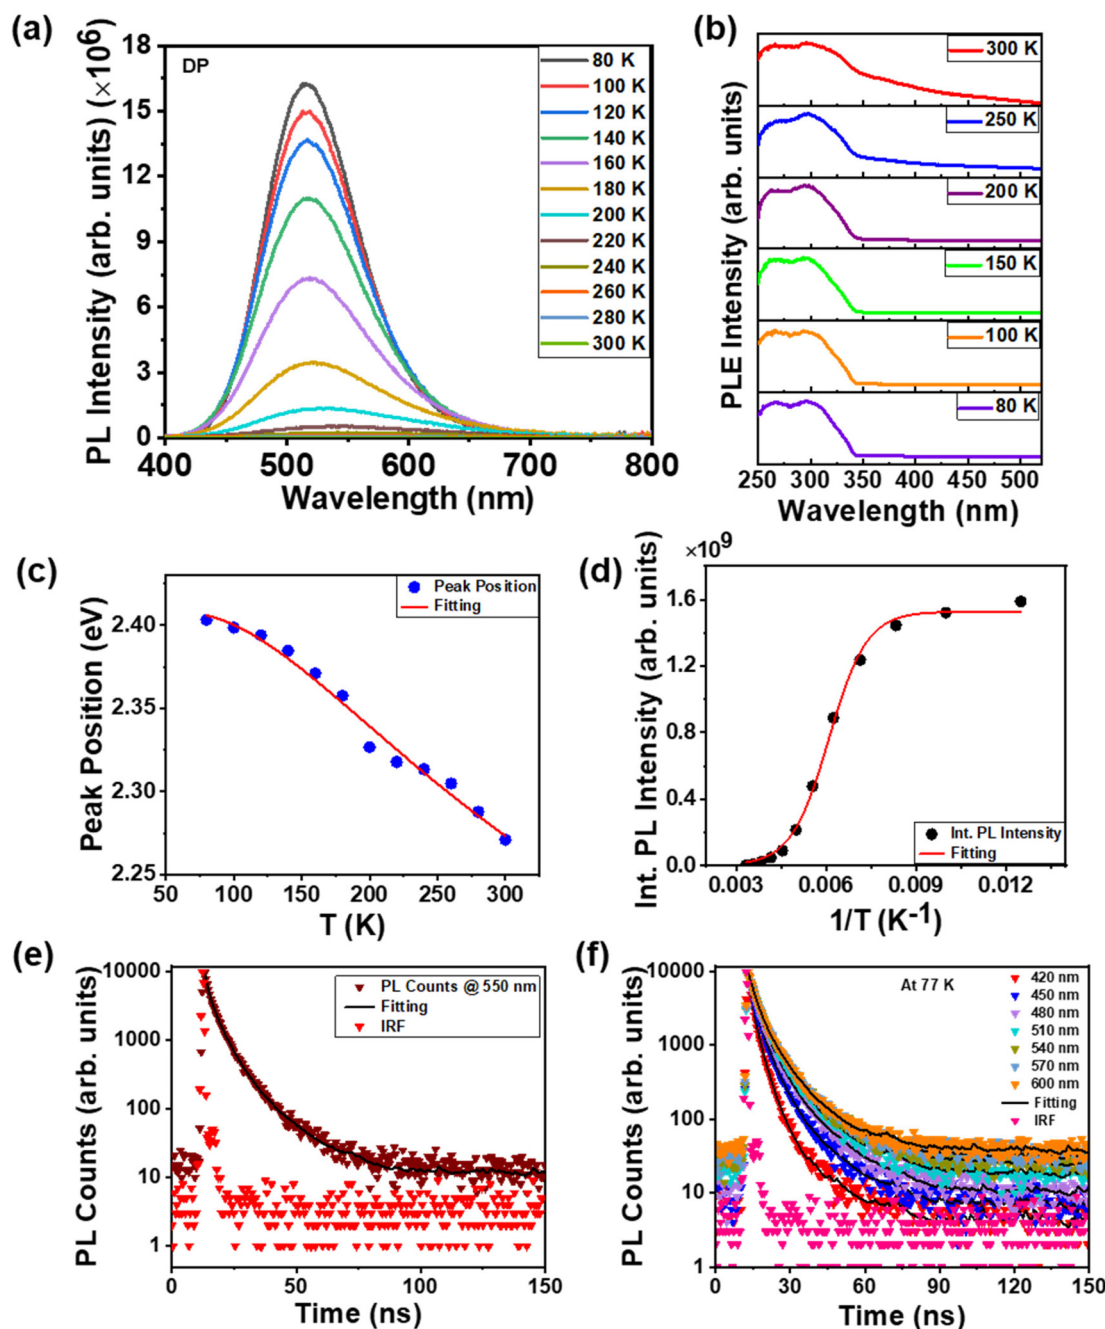 (a)
PL Intensity (arb. units) (×10⁶)
18
15
12
9
6
3
0
DP
80 K
100 K
120 K
140 K
160 K
180 K
200 K
220 K
240 K
260 K
280 K
300 K
400 500 600 700 800
Wavelength (nm)
(b)
PLE Intensity (arb. units)
300 K
250 K
200 K
150 K
100 K
80 K
250 300 350 400 450 500
Wavelength (nm)
(c)
Peak Position (eV)
2.40
2.35
2.30
2.25
Peak Position
Fitting
50 100 150 200 250 300
T (K)
(d)
Int. PL Intensity (arb. units)
×10⁹
1.6
1.2
0.8
0.4
0.0
Int. PL Intensity
Fitting
0.003 0.006 0.009 0.012
1/T (K⁻¹)
(e)
PL Counts (arb. units)
10000
1000
100
10
1
PL Counts @ 550 nm
Fitting
IRF
0 50 100 150
Time (ns)
(f)
PL Counts (arb. units)
10000
1000
100
10
1
At 77 K
420 nm
450 nm
480 nm
510 nm
540 nm
570 nm
600 nm
Fitting
IRF
0 30 60 90 120 150
Time (ns)